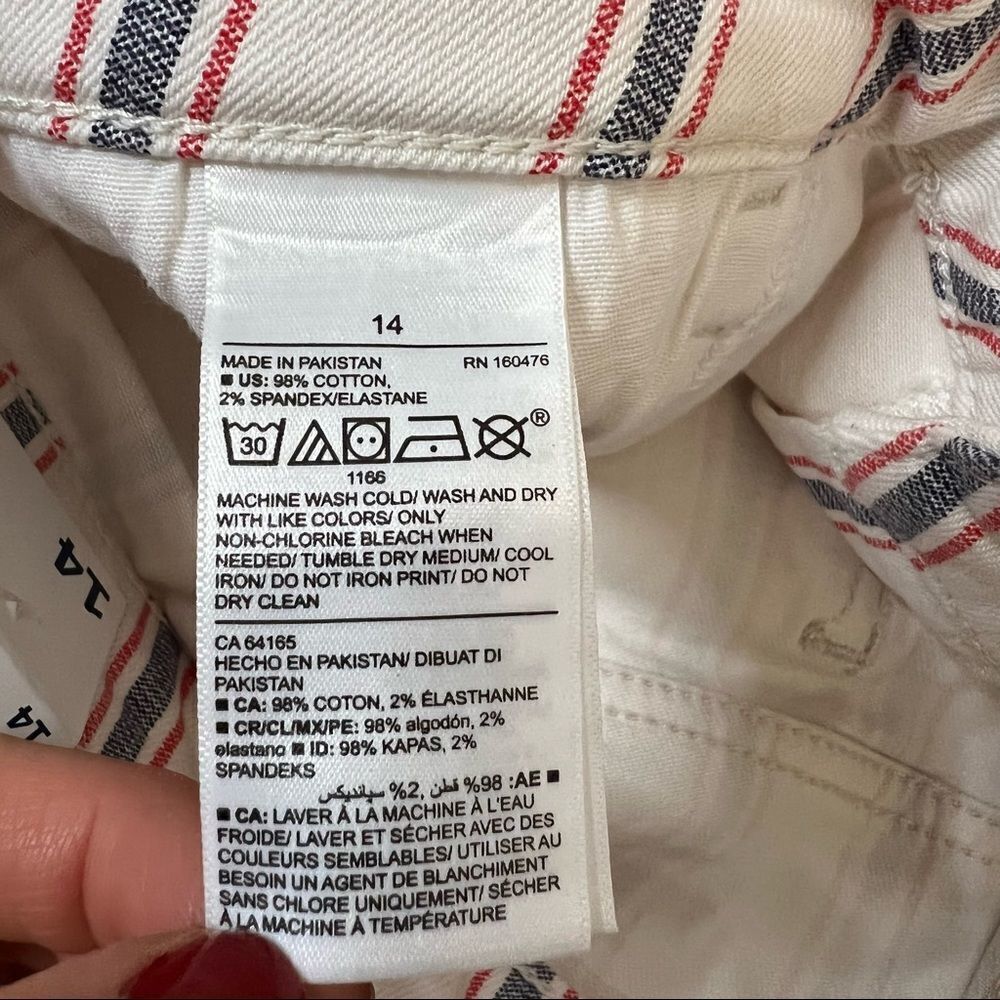 14
MADE IN PAKISTAN RN 160476
■ US: 98% COTTON,
2% SPANDEX/ELASTANE
30 ®
1166
MACHINE WASH COLD/ WASH AND DRY
WITH LIKE COLORS/ ONLY
NON-CHLORINE BLEACH WHEN
NEEDED/ TUMBLE DRY MEDIUM/ COOL
IRON/ DO NOT IRON PRINT/ DO NOT
DRY CLEAN
CA 64165
HECHO EN PAKISTAN/ DIBUAT DI
PAKISTAN
■ CA: 98% COTON, 2% ÉLASTHANNE
■ CR/CL/MX/PE: 98% algodón, 2%
elastano ■ ID: 98% KAPAS, 2%
SPANDEKS
■ AE: 98% قطن, 2% سپانديكس
■ CA: LAVER À LA MACHINE À L'EAU
FROIDE/ LAVER ET SÉCHER AVEC DES
COULEURS SEMBLABLES/ UTILISER AU
BESOIN UN AGENT DE BLANCHIMENT
SANS CHLORE UNIQUEMENT/ SÉCHER
À LA MACHINE À TEMPÉRATURE
14
14